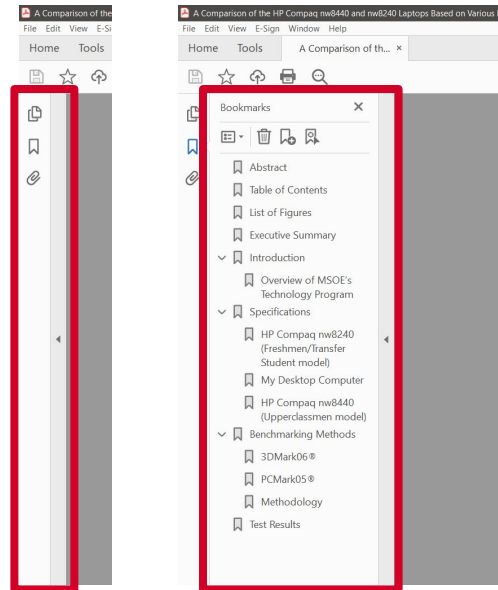 A Comparison of the
File Edit View E-Si
Home Tools
A Comparison of the HP Compaq nw8440 and nw8240 Laptops Based on Various
File Edit View E-Sign Window Help
Home Tools A Comparison of th... ×
Bookmarks
Abstract
Table of Contents
List of Figures
Executive Summary
Introduction
Overview of MSOE's
Technology Program
Specifications
HP Compaq nw8240
(Freshmen/Transfer
Student model)
My Desktop Computer
HP Compaq nw8440
(Upperclassmen model)
Benchmarking Methods
3DMark06®
PCMark05®
Methodology
Test Results